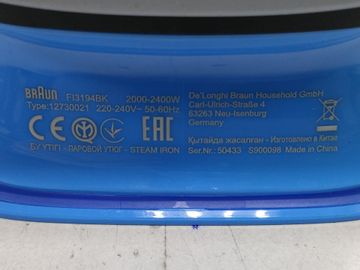 BRAUN FI3194BK 2000-2400W
Type:12730021 220-240V~ 50-60Hz
De'Longhi Braun Household GmbH
Carl-Ulrich-Straße 4
63263 Neu-Isenburg
Germany
CE EAC
БУ ҮТІГІ - ПАРОВОЙ УТЮГ - STEAM IRON
Қытайда жасалған - Изготовлено в Китае
Made in China
Ser.Nr.: 50433 S900098